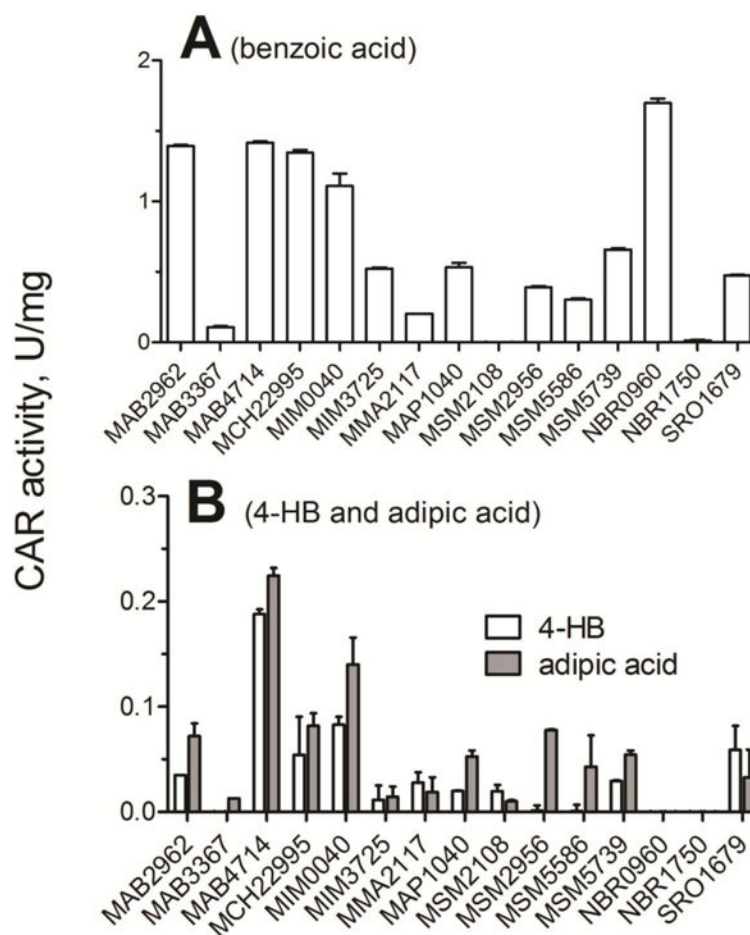 A (benzoic acid)
CAR activity, U/mg
2
1
0
MAB2962
MAB3367
MAB4714
MCH22995
MIM0040
MIM3725
MMA2117
MAP1040
MSM2108
MSM2956
MSM5586
MSM5739
NBR0960
NBR1750
SRO1679
B (4-HB and adipic acid)
0.3
0.2
0.1
0.0
4-HB
adipic acid
MAB2962
MAB3367
MAB4714
MCH22995
MIM0040
MIM3725
MMA2117
MAP1040
MSM2108
MSM2956
MSM5586
MSM5739
NBR0960
NBR1750
SRO1679